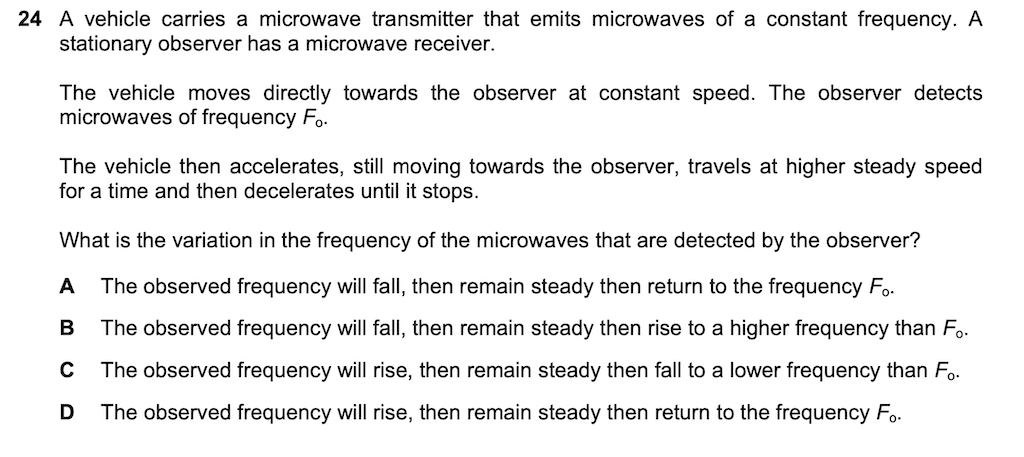 24 A vehicle carries a microwave transmitter that emits microwaves of a constant frequency. A
stationary observer has a microwave receiver.
The vehicle moves directly towards the observer at constant speed. The observer detects
microwaves of frequency Fo.
The vehicle then accelerates, still moving towards the observer, travels at higher steady speed
for a time and then decelerates until it stops.
What is the variation in the frequency of the microwaves that are detected by the observer?
A The observed frequency will fall, then remain steady then return to the frequency Fo.
B The observed frequency will fall, then remain steady then rise to a higher frequency than Fo.
C The observed frequency will rise, then remain steady then fall to a lower frequency than Fo.
D The observed frequency will rise, then remain steady then return to the frequency Fo.